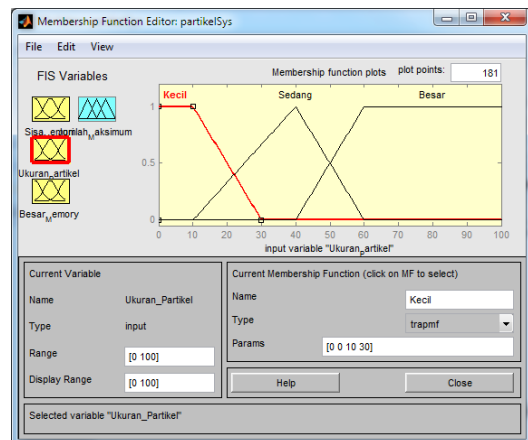 Membership Function Editor: partikelSys
File Edit View
FIS Variables
Membership function plots plot points: 181
Kecil Sedang Besar
1
0.5
0
0 10 20 30 40 50 60 70 80 90 100
input variable "Ukuran_partikel"
Ukuran_artikel
Besar_Memory
Current Variable
Name Ukuran_Partikel
Type input
Range [0 100]
Display Range [0 100]
Current Membership Function (click on MF to select)
Name Kecil
Type trapmf
Params [0 0 10 30]
Help Close
Selected variable "Ukuran_Partikel"